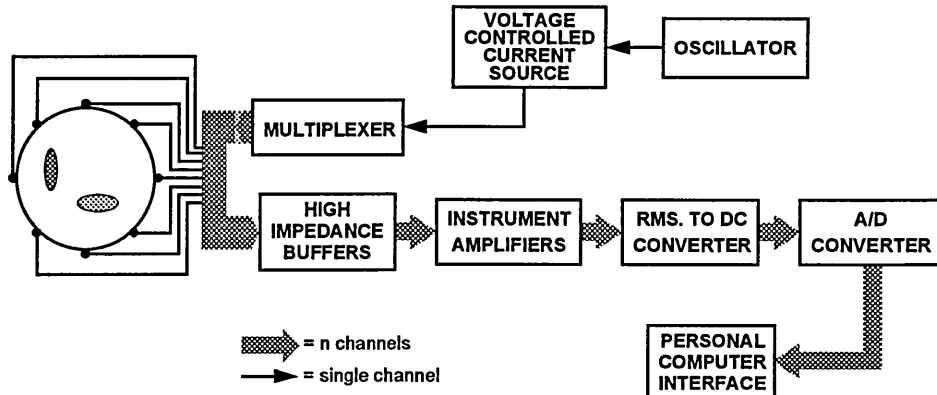 VOLTAGE
CONTROLLED
CURRENT
SOURCE
OSCILLATOR
MULTIPLEXER
HIGH
IMPEDANCE
BUFFERS
INSTRUMENT
AMPLIFIERS
RMS. TO DC
CONVERTER
A/D
CONVERTER
= n channels
= single channel
PERSONAL
COMPUTER
INTERFACE